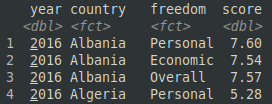 year country freedom score
<dbl> <fct> <fct> <dbl>
1 2016 Albania Personal 7.60
2 2016 Albania Economic 7.54
3 2016 Albania Overall 7.57
4 2016 Algeria Personal 5.28